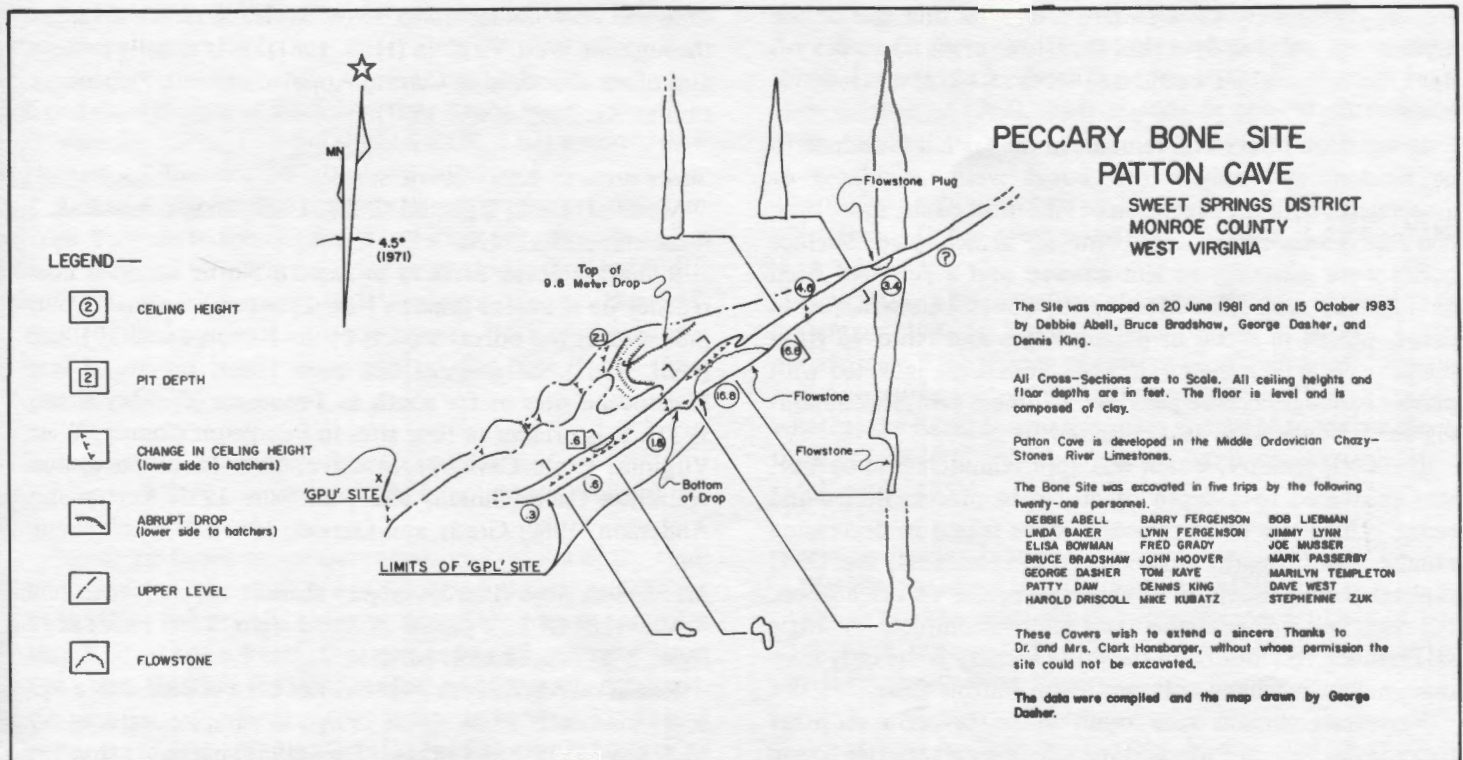 PECCARY BONE SITE
PATTON CAVE
SWEET SPRINGS DISTRICT
MONROE COUNTY
WEST VIRGINIA
The Site was mapped on 20 June 1981 and on 15 October 1983
by Debbie Abell, Bruce Bradshaw, George Dasher, and
Dennis King.
All Cross-Sections are to Scale. All ceiling heights and
floor depths are in feet. The floor is level and is
composed of clay.
Patton Cave is developed in the Middle Ordovician Chazy-
Stones River Limestones.
The Bone Site was excavated in five trips by the following
twenty-one personnel.
DEBBIE ABELL BARRY FERGENSON BOB LIEBMAN
LINDA BAKER LYNN FERGENSON JIMMY LYNN
ELISA BOWMAN FRED GRADY JOE MUSSER
BRUCE BRADSHAW JOHN HOOVER MARK PASSERBY
GEORGE DASHER TOM KAYE MARILYN TEMPLETON
PATTY DAW DENNIS KING DAVE WEST
HAROLD DRISCOLL MIKE KUBATZ STEPHENNE ZUK
These Cavers wish to extend a sincere Thanks to
Dr. and Mrs. Clark Hansbarger, without whose permission the
site could not be excavated.
The data were compiled and the map drawn by George
Dasher.
MN
4.5°
(1971)
LEGEND—
2 CEILING HEIGHT
2 PIT DEPTH
CHANGE IN CEILING HEIGHT
(lower side to hatchers)
ABRUPT DROP
(lower side to hatchers)
UPPER LEVEL
FLOWSTONE
Flowstone Plug
Top of
9.8 Meter Drop
?
4.6
3.4
2.1
6.8
16.8
Flowstone
.6
1.8
Flowstone
.6
Bottom
of Drop
X
'GPU' SITE
.3
LIMITS OF 'GPL' SITE